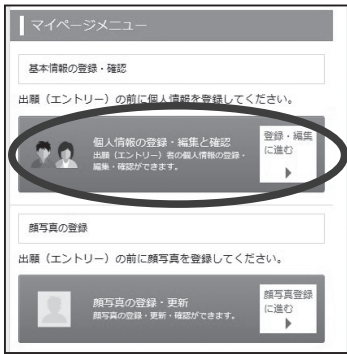 マイページメニュー
基本情報の登録・確認
出願（エントリー）の前に個人情報を登録してください。
個人情報の登録・編集と確認
出願（エントリー）者の個人情報の登録・
編集・確認ができます。
登録・編集
に進む
顔写真の登録
出願（エントリー）の前に顔写真を登録してください。
顔写真の登録・更新
顔写真の登録・更新・確認ができます。
顔写真登録
に進む